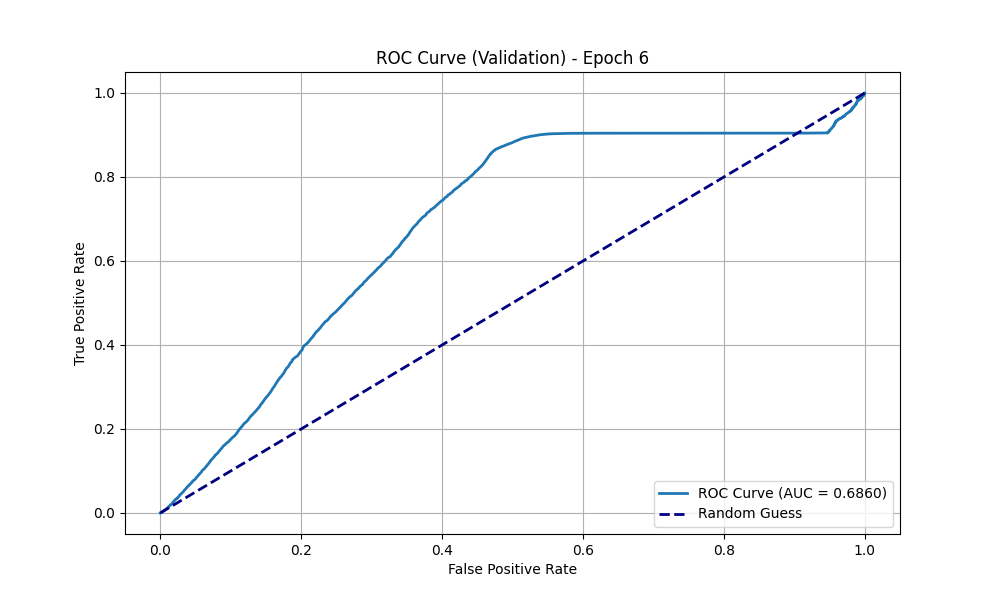 ROC Curve (Validation) - Epoch 6
True Positive Rate
1.0
0.8
0.6
0.4
0.2
0.0
ROC Curve (AUC = 0.6860)
Random Guess
0.0 0.2 0.4 0.6 0.8 1.0
False Positive Rate